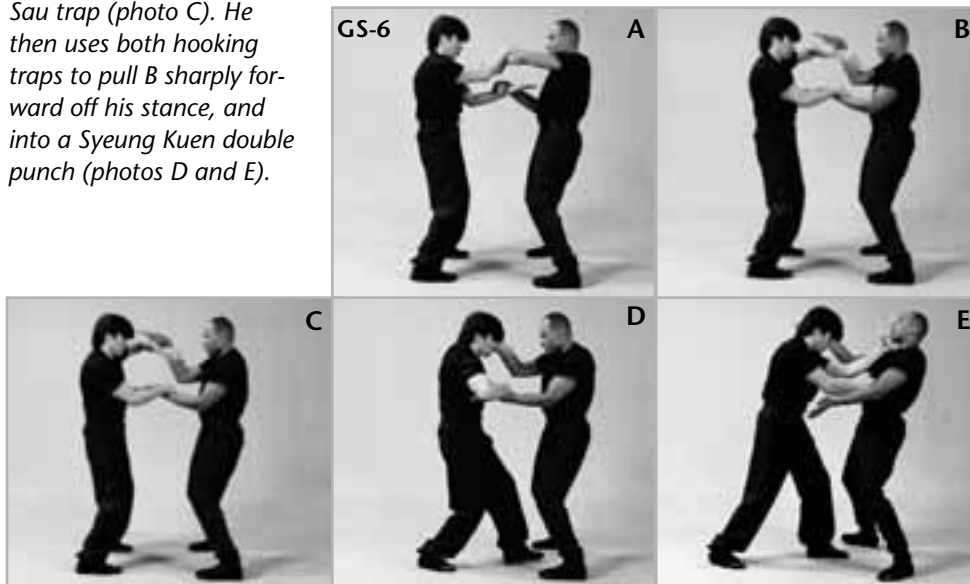 Sau trap (photo C). He
then uses both hooking
traps to pull B sharply for-
ward off his stance, and
into a Syeung Kuen double
punch (photos D and E).
GS-6 A
B
C
D
E